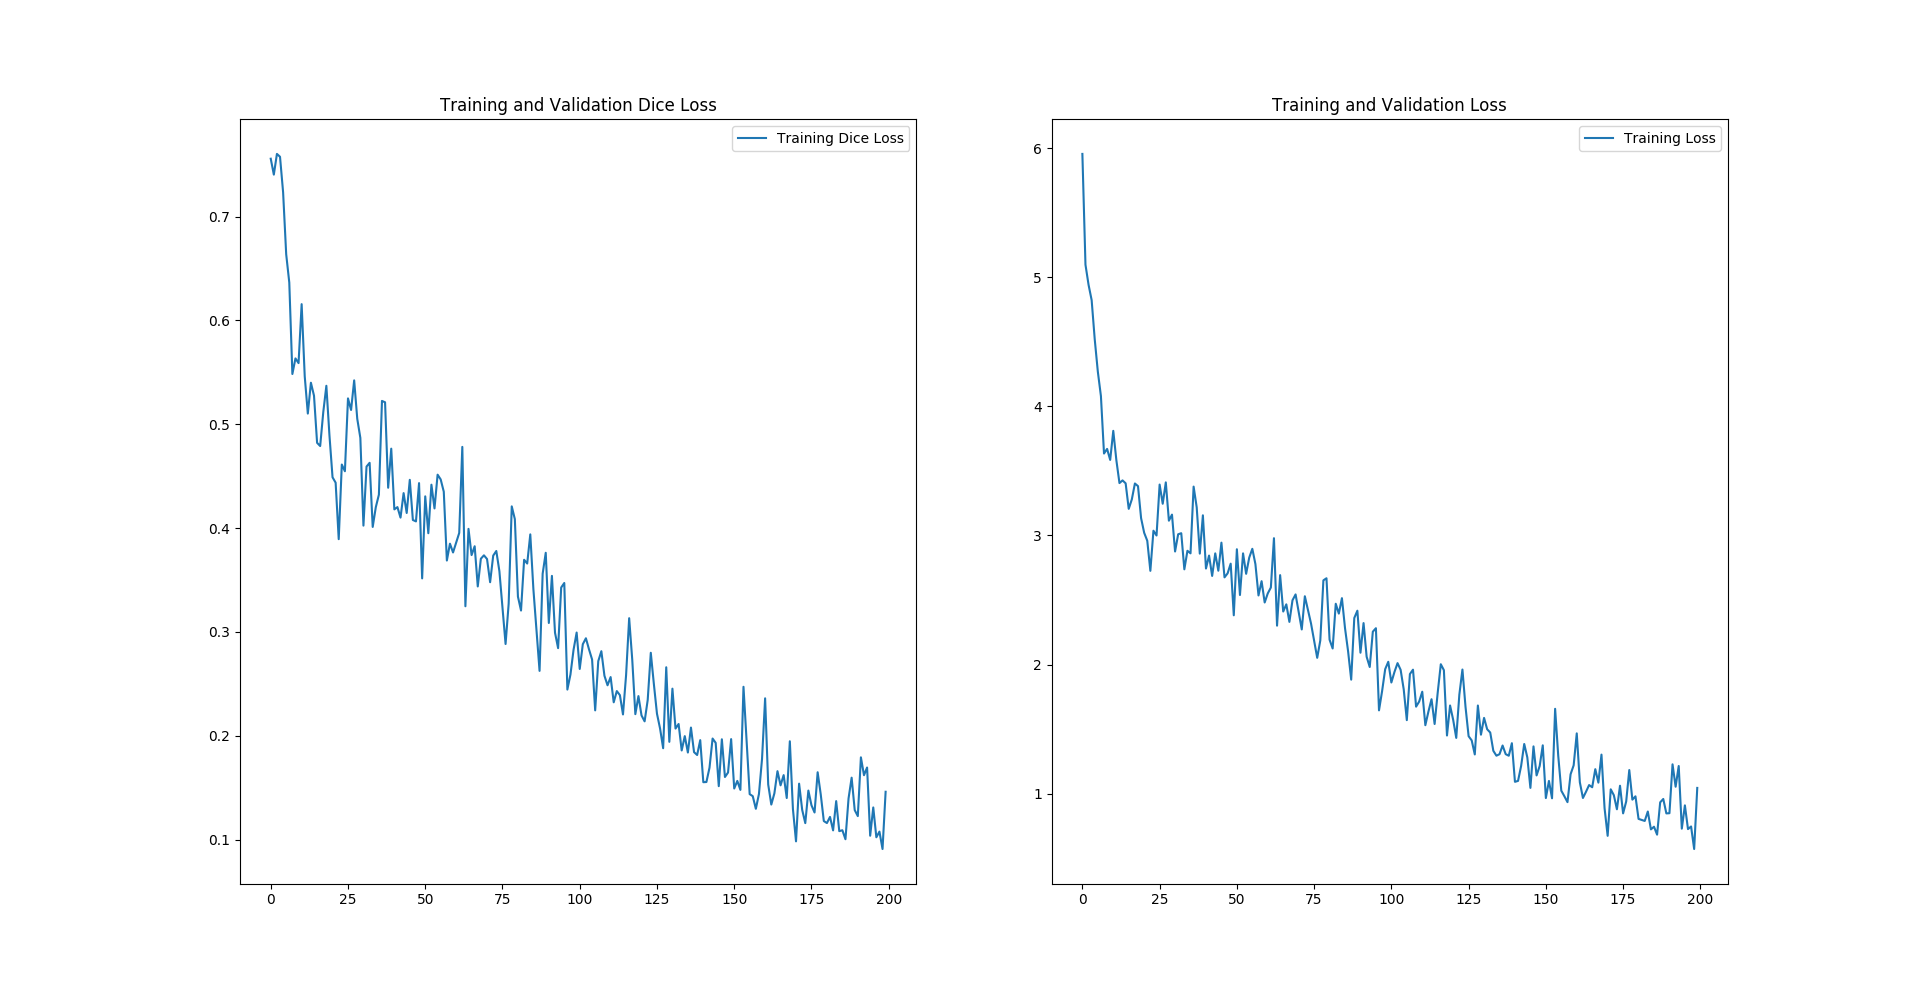 Training and Validation Dice Loss
Training Dice Loss
0.7
0.6
0.5
0.4
0.3
0.2
0.1
0 25 50 75 100 125 150 175 200
Training and Validation Loss
Training Loss
6
5
4
3
2
1
0 25 50 75 100 125 150 175 200